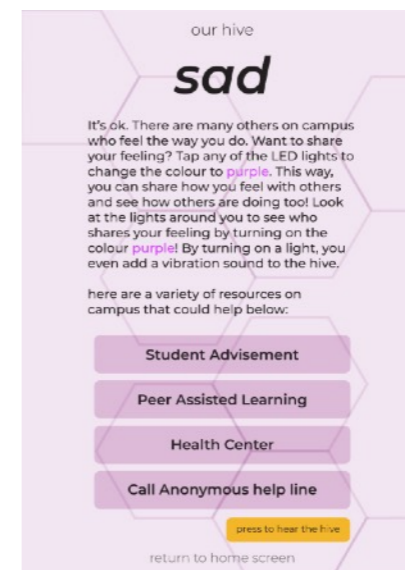 our hive
sad
It's ok. There are many others on campus
who feel the way you do. Want to share
your feeling? Tap any of the LED lights to
change the colour to purple. This way,
you can share how you feel with others
and see how others are doing too! Look
at the lights around you to see who
shares your feeling by turning on the
colour purple! By turning on a light, you
even add a vibration sound to the hive.
here are a variety of resources on
campus that could help below:
Student Advisement
Peer Assisted Learning
Health Center
Call Anonymous help line
press to hear the hive
return to home screen